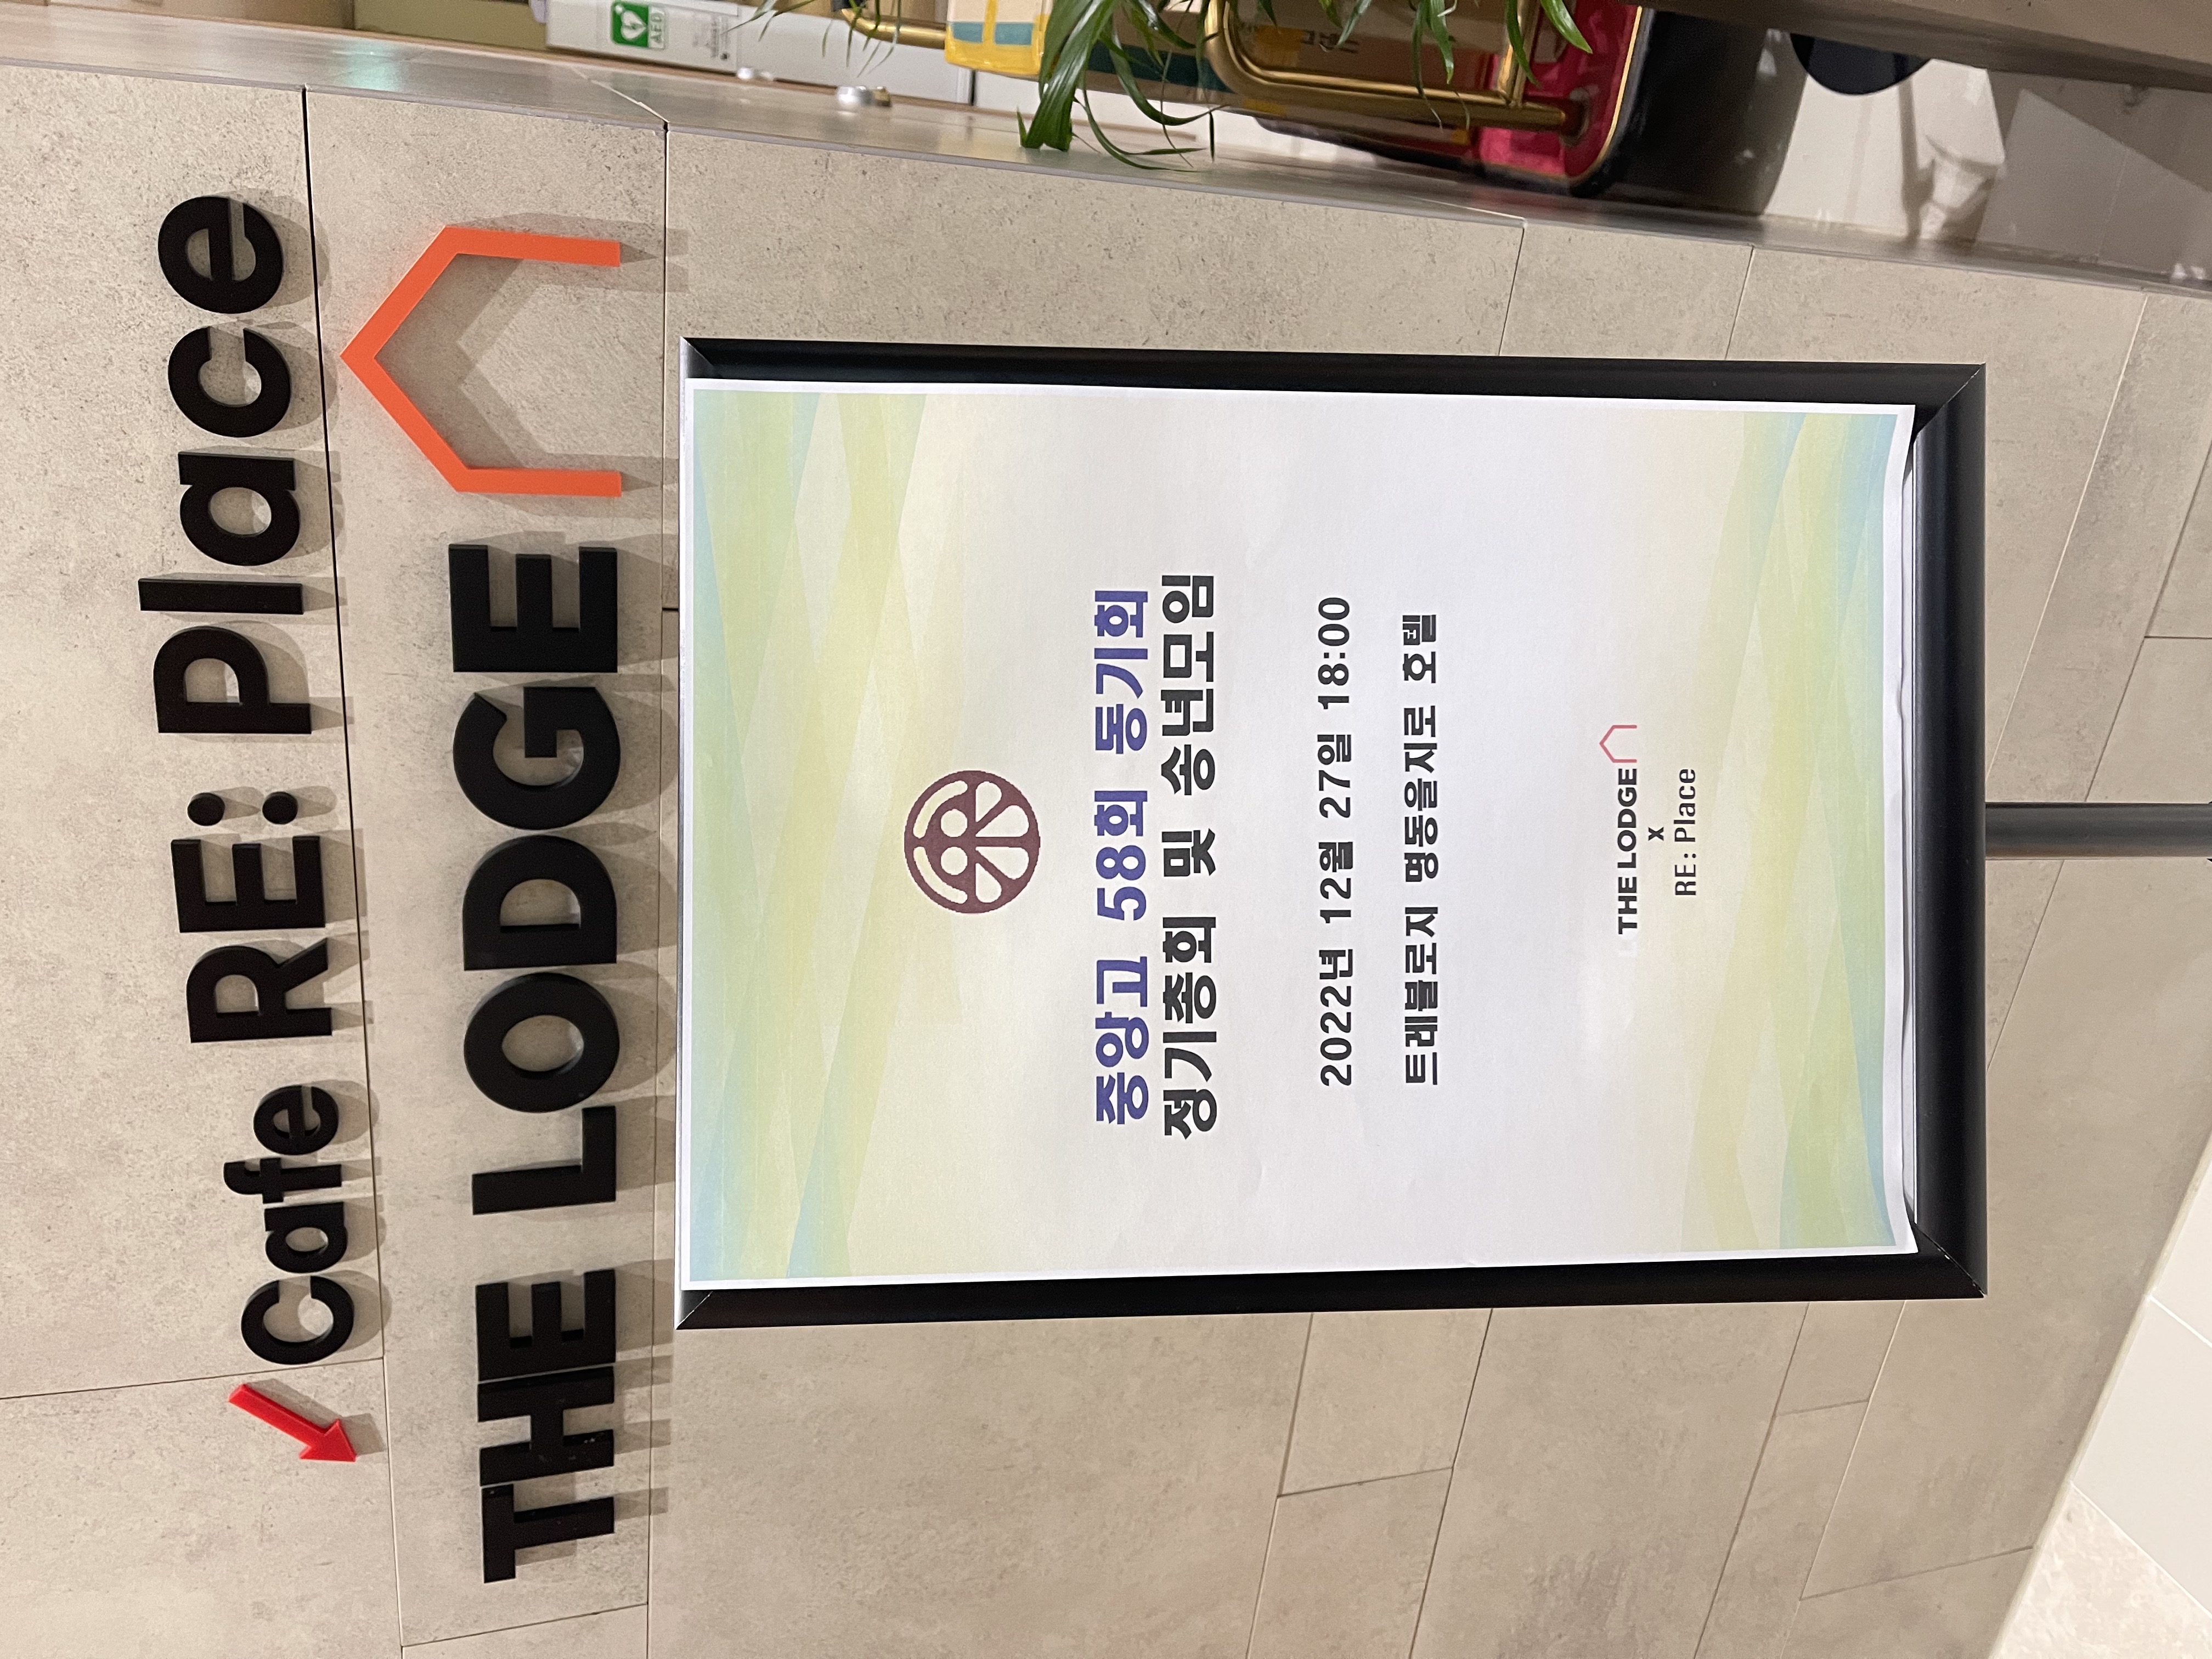 Cafe RE: Place
THE LODGE
중앙고 58회 동기회
정기총회 및 송년모임
2022년 12월 27일 18:00
트레블로지 명동을지로 호텔
THE LODGE
x
RE: Place
AED